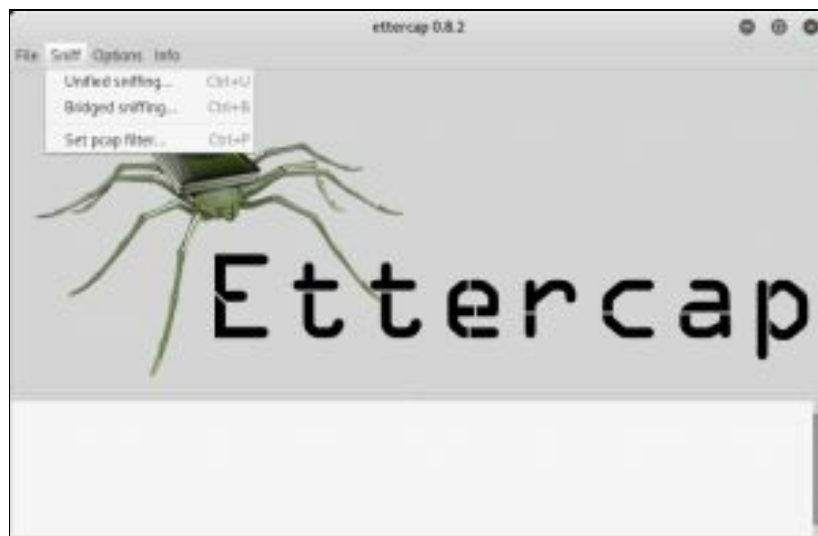 ettercap 0.8.2
File Sniff Options Info
Unified sniffing... Ctrl+U
Bridged sniffing... Ctrl+B
Set pcap filter... Ctrl+P
Ettercap